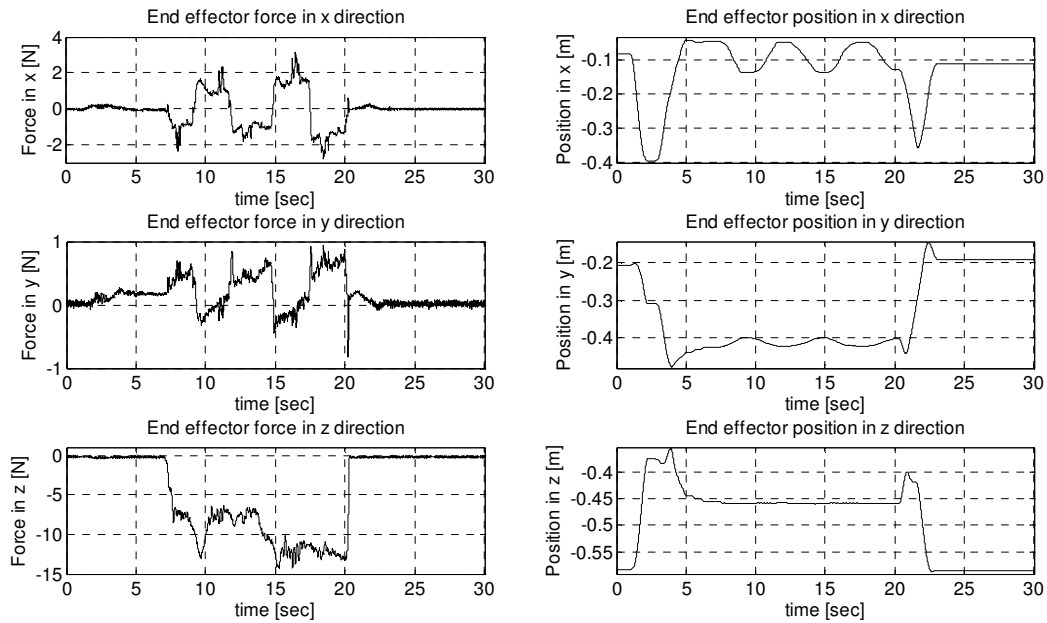 End effector force in x direction
Force in x [N]
4
2
0
-2
0 5 10 15 20 25 30
time [sec]
End effector position in x direction
Position in x [m]
-0.1
-0.2
-0.3
-0.4
0 5 10 15 20 25 30
time [sec]
End effector force in y direction
Force in y [N]
1
0
-1
0 5 10 15 20 25 30
time [sec]
End effector position in y direction
Position in y [m]
-0.2
-0.3
-0.4
0 5 10 15 20 25 30
time [sec]
End effector force in z direction
Force in z [N]
0
-5
-10
-15
0 5 10 15 20 25 30
time [sec]
End effector position in z direction
Position in z [m]
-0.4
-0.45
-0.5
-0.55
0 5 10 15 20 25 30
time [sec]